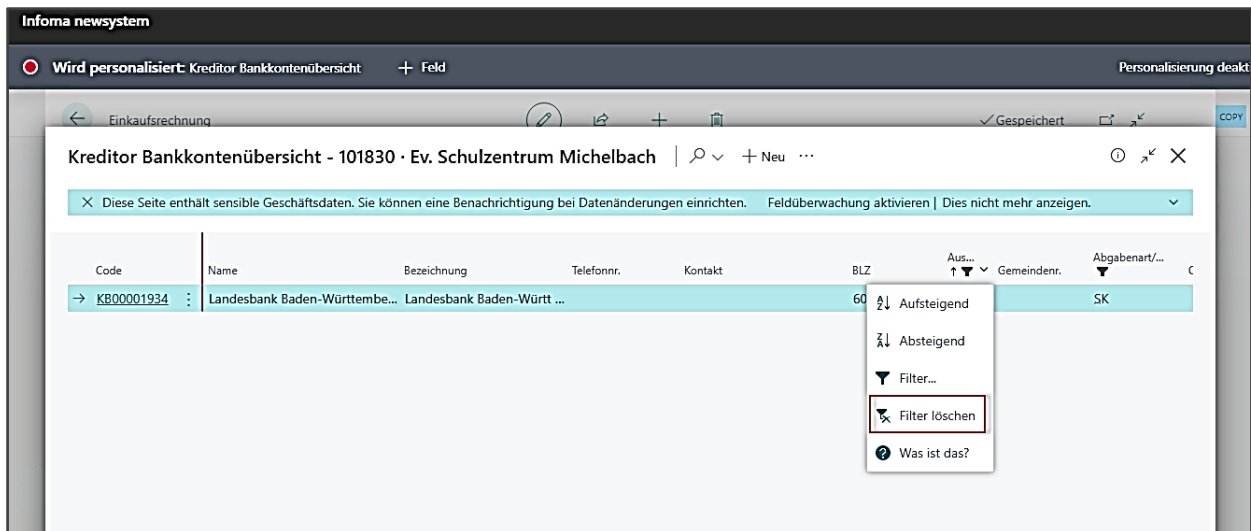 Infoma newsystem
Wird personalisiert: Kreditor Bankkontenübersicht + Feld Personalisierung deakt
Einkaufsrechnung Gespeichert COPY
Kreditor Bankkontenübersicht - 101830 · Ev. Schulzentrum Michelbach + Neu ...
Diese Seite enthält sensible Geschäftsdaten. Sie können eine Benachrichtigung bei Datenänderungen einrichten. Feldüberwachung aktivieren | Dies nicht mehr anzeigen.
Code Name Bezeichnung Telefonnr. Kontakt BLZ Aus... Gemeindenr. Abgabenart/...
KB00001934 Landesbank Baden-Württembe... Landesbank Baden-Württ ... 60 SK
Aufsteigend
Absteigend
Filter...
Filter löschen
Was ist das?